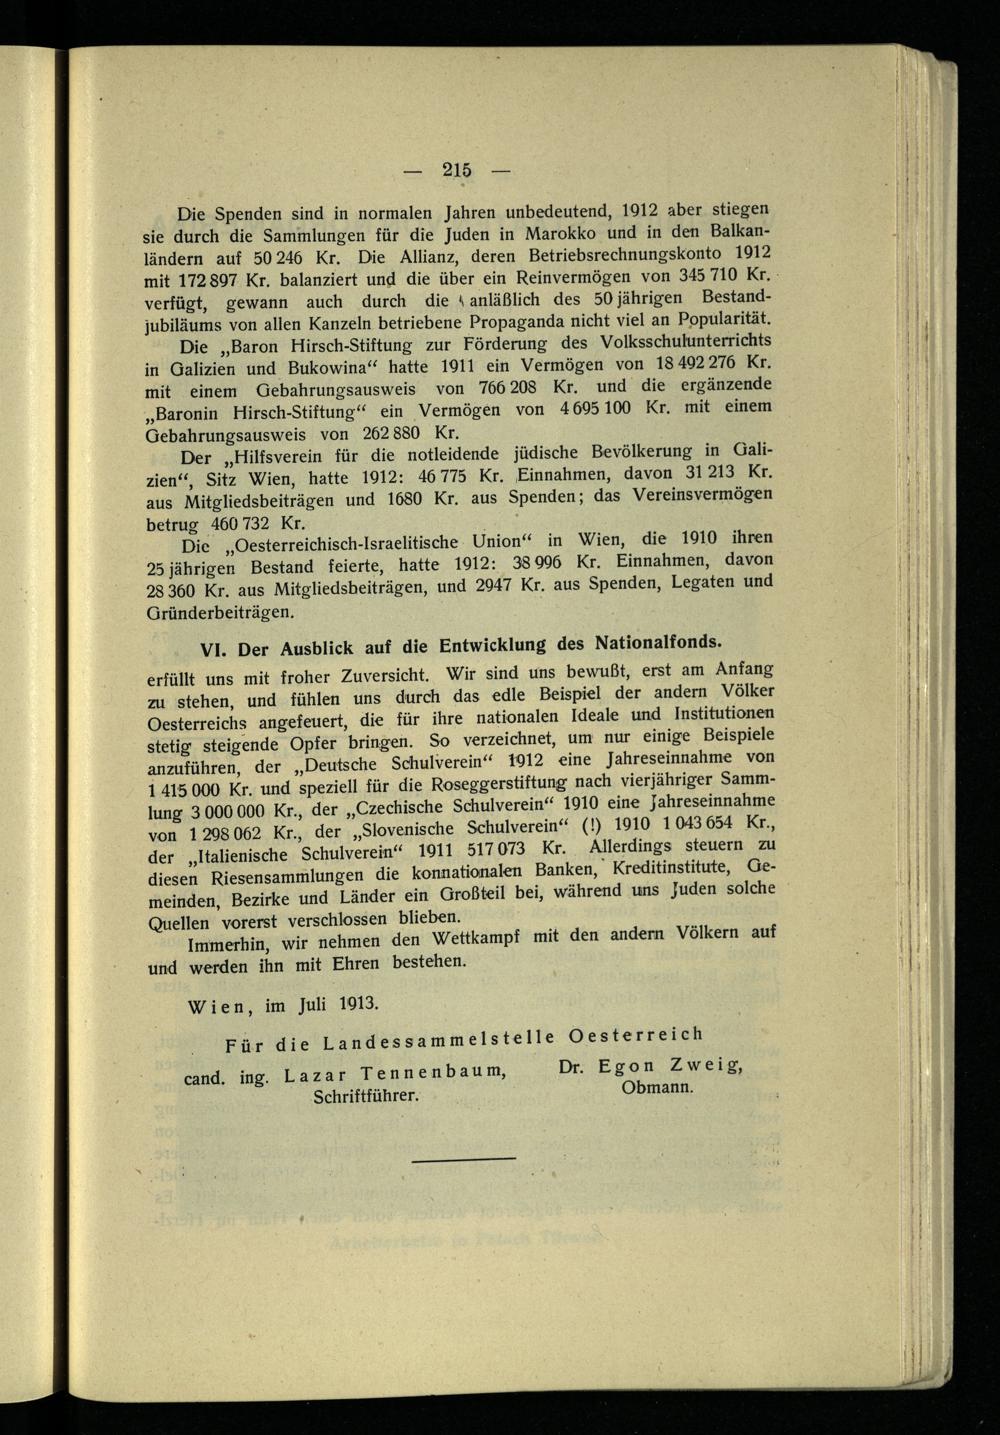 — 215 —
Die Spenden sind in normalen Jahren unbedeutend, 1912 aber stiegen
sie durch die Sammlungen für die Juden in Marokko und in den Balkan-
ländern auf 50 246 Kr. Die Allianz, deren Betriebsrechnungskonto 1912
mit 172 897 Kr. balanziert und die über ein Reinvermögen von 345 710 Kr.
verfügt, gewann auch durch die anläßlich des 50 jährigen Bestand-
jubiläums von allen Kanzeln betriebene Propaganda nicht viel an Popularität.
Die „Baron Hirsch-Stiftung zur Förderung des Volksschulunterrichts
in Galizien und Bukowina“ hatte 1911 ein Vermögen von 18 492 276 Kr.
mit einem Gebahrungsausweis von 766 208 Kr. und die ergänzende
„Baronin Hirsch-Stiftung“ ein Vermögen von 4 695 100 Kr. mit einem
Gebahrungsausweis von 262 880 Kr.
Der „Hilfsverein für die notleidende jüdische Bevölkerung in Gali-
zien“, Sitz Wien, hatte 1912: 46 775 Kr. Einnahmen, davon 31 213 Kr.
aus Mitgliedsbeiträgen und 1680 Kr. aus Spenden; das Vereinsvermögen
betrug 460 732 Kr.
Die „Oesterreichisch-Israelitische Union“ in Wien, die 1910 ihren
25 jährigen Bestand feierte, hatte 1912: 38 996 Kr. Einnahmen, davon
28 360 Kr. aus Mitgliedsbeiträgen, und 2947 Kr. aus Spenden, Legaten und
Gründerbeiträgen.
VI. Der Ausblick auf die Entwicklung des Nationalfonds.
erfüllt uns mit froher Zuversicht. Wir sind uns bewußt, erst am Anfang
zu stehen, und fühlen uns durch das edle Beispiel der andern Völker
Oesterreichs angefeuert, die für ihre nationalen Ideale und Institutionen
stetig steigende Opfer bringen. So verzeichnet, um nur einige Beispiele
anzuführen, der „Deutsche Schulverein“ 1912 eine Jahreseinnahme von
1 415 000 Kr. und speziell für die Roseggerstiftung nach vierjähriger Samm-
lung 3 000 000 Kr., der „Czechische Schulverein“ 1910 eine Jahreseinnahme
von 1 298 062 Kr., der „Slovenische Schulverein“ (!) 1910 1 043 654 Kr.,
der „Italienische Schulverein“ 1911 517 073 Kr. Allerdings steuern zu
diesen Riesensammlungen die konnationalen Banken, Kreditinstitute, Ge-
meinden, Bezirke und Länder ein Großteil bei, während uns Juden solche
Quellen vorerst verschlossen blieben.
Immerhin, wir nehmen den Wettkampf mit den andern Völkern auf
und werden ihn mit Ehren bestehen.
Wien, im Juli 1913.
Für die Landessammelstelle Oesterreich
cand. ing. Lazar Tennenbaum, Dr. Egon Zweig,
Schriftführer. Obmann.